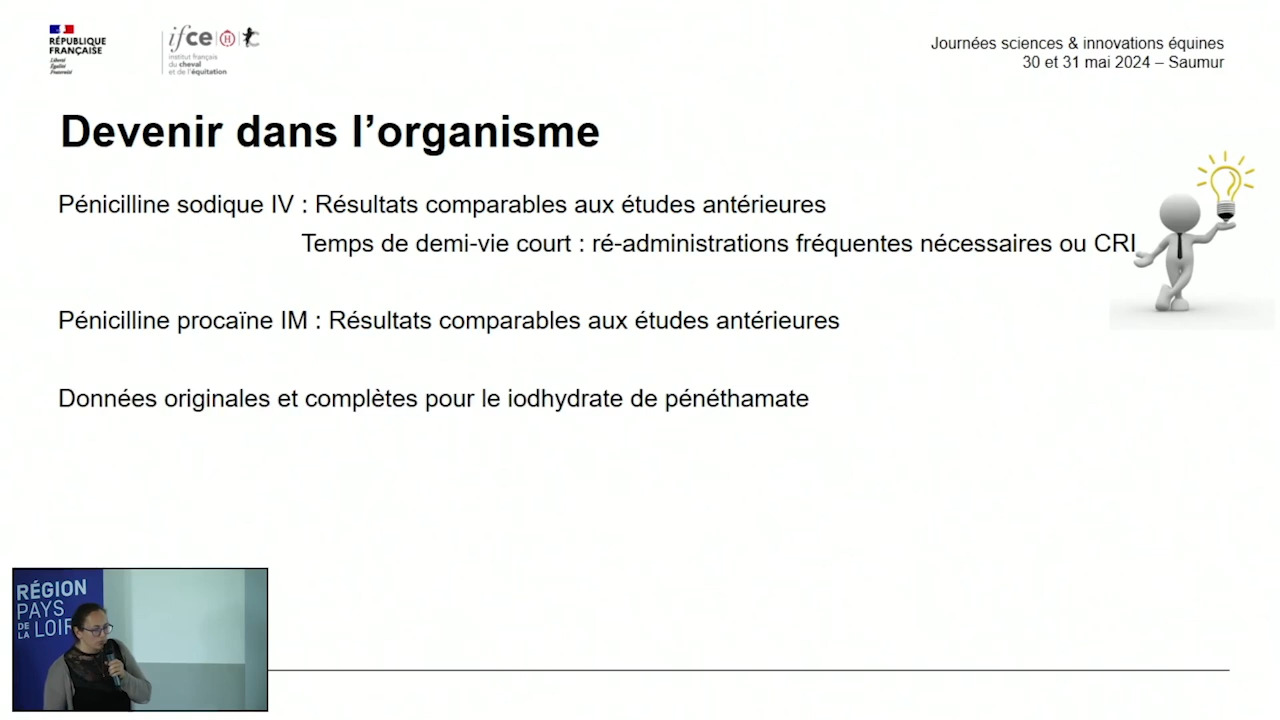 RÉPUBLIQUE
FRANÇAISE
Liberté
Égalité
Fraternité
ifce
institut français
du cheval
et de l'équitation
Journées sciences & innovations équines
30 et 31 mai 2024 – Saumur
Devenir dans l'organisme
Pénicilline sodique IV : Résultats comparables aux études antérieures
Temps de demi-vie court : ré-administrations fréquentes nécessaires ou CRI
Pénicilline procaïne IM : Résultats comparables aux études antérieures
Données originales et complètes pour le iodhydrate de pénéthamate
RÉGION
PAYS
DE LA LOIR